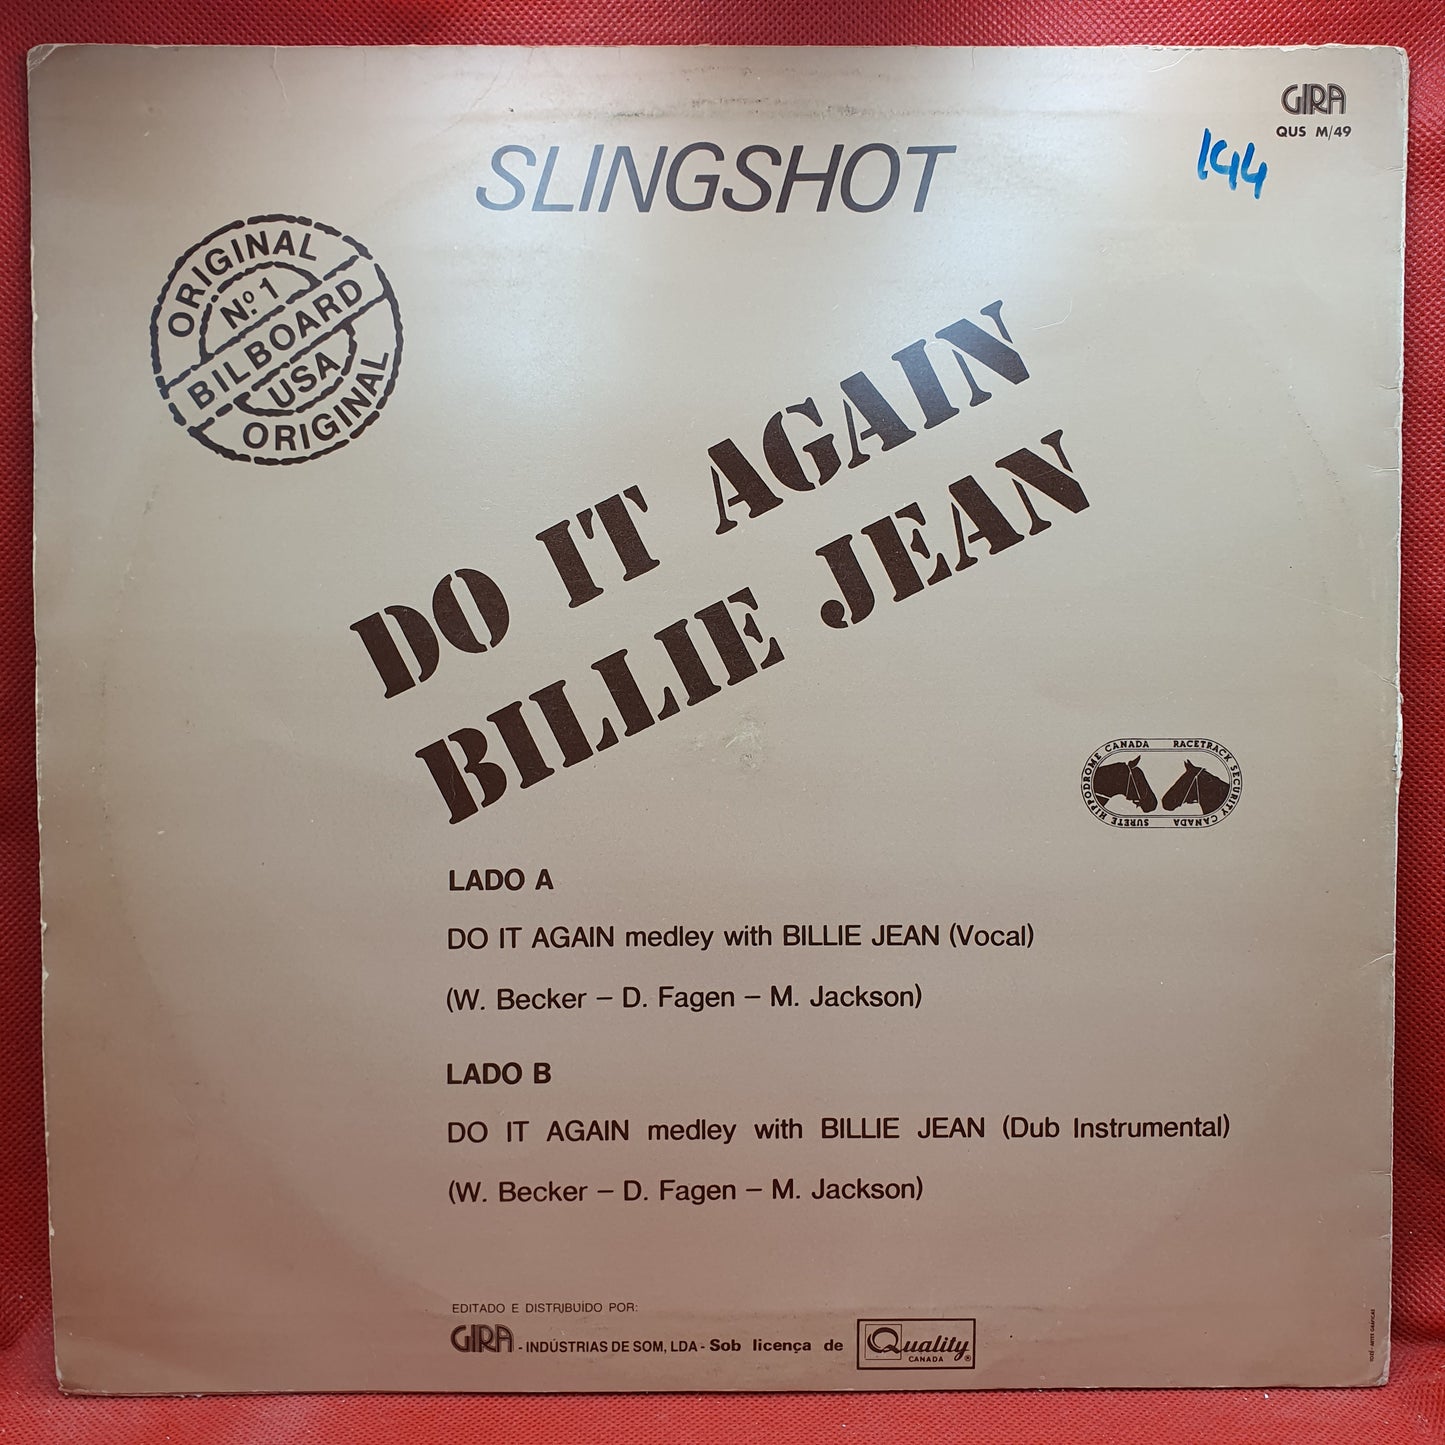 GIRA
QUS M/49
144
SLINGSHOT
ORIGINAL
N.º 1
BILBOARD
USA
ORIGINAL
DO IT AGAIN
BILLIE JEAN
HIPPODROME CANADA RACETRACK SECURITY CANADA SURETE
LADO A
DO IT AGAIN medley with BILLIE JEAN (Vocal)
(W. Becker – D. Fagen – M. Jackson)
LADO B
DO IT AGAIN medley with BILLIE JEAN (Dub Instrumental)
(W. Becker – D. Fagen – M. Jackson)
EDITADO E DISTRIBUÍDO POR:
GIRA - INDÚSTRIAS DE SOM, LDA - Sob licença de Quality
CANADA ®
ARTES GRÁFICAS